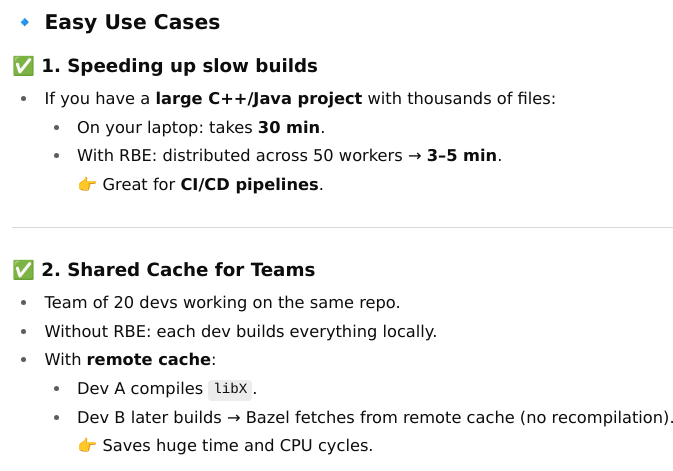 🔹 Easy Use Cases
✅ 1. Speeding up slow builds
• If you have a large C++/Java project with thousands of files:
• On your laptop: takes 30 min.
• With RBE: distributed across 50 workers → 3–5 min.
👉 Great for CI/CD pipelines.
✅ 2. Shared Cache for Teams
• Team of 20 devs working on the same repo.
• Without RBE: each dev builds everything locally.
• With remote cache:
• Dev A compiles libX.
• Dev B later builds → Bazel fetches from remote cache (no recompilation).
👉 Saves huge time and CPU cycles.